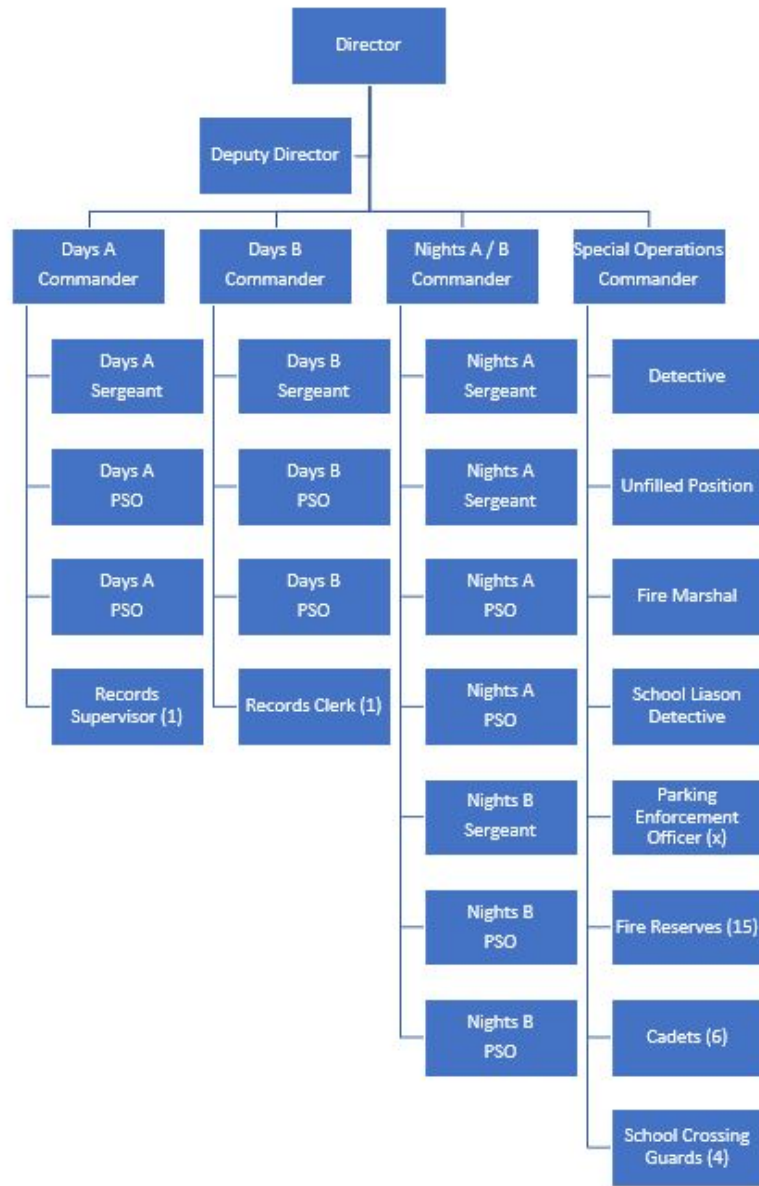 Director
Deputy Director
Days A
Commander
Days B
Commander
Nights A / B
Commander
Special Operations
Commander
Days A
Sergeant
Days A
PSO
Days A
PSO
Records
Supervisor (1)
Days B
Sergeant
Days B
PSO
Days B
PSO
Records Clerk (1)
Nights A
Sergeant
Nights A
Sergeant
Nights A
PSO
Nights A
PSO
Nights B
Sergeant
Nights B
PSO
Nights B
PSO
Detective
Unfilled Position
Fire Marshal
School Liason
Detective
Parking
Enforcement
Officer (x)
Fire Reserves (15)
Cadets (6)
School Crossing
Guards (4)